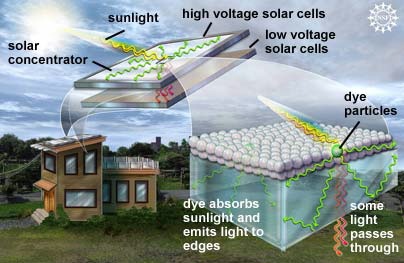 sunlight
high voltage solar cells
low voltage
solar cells
solar
concentrator
NSF
dye
particles
dye absorbs
sunlight and
emits light to
edges
some
light
passes
through